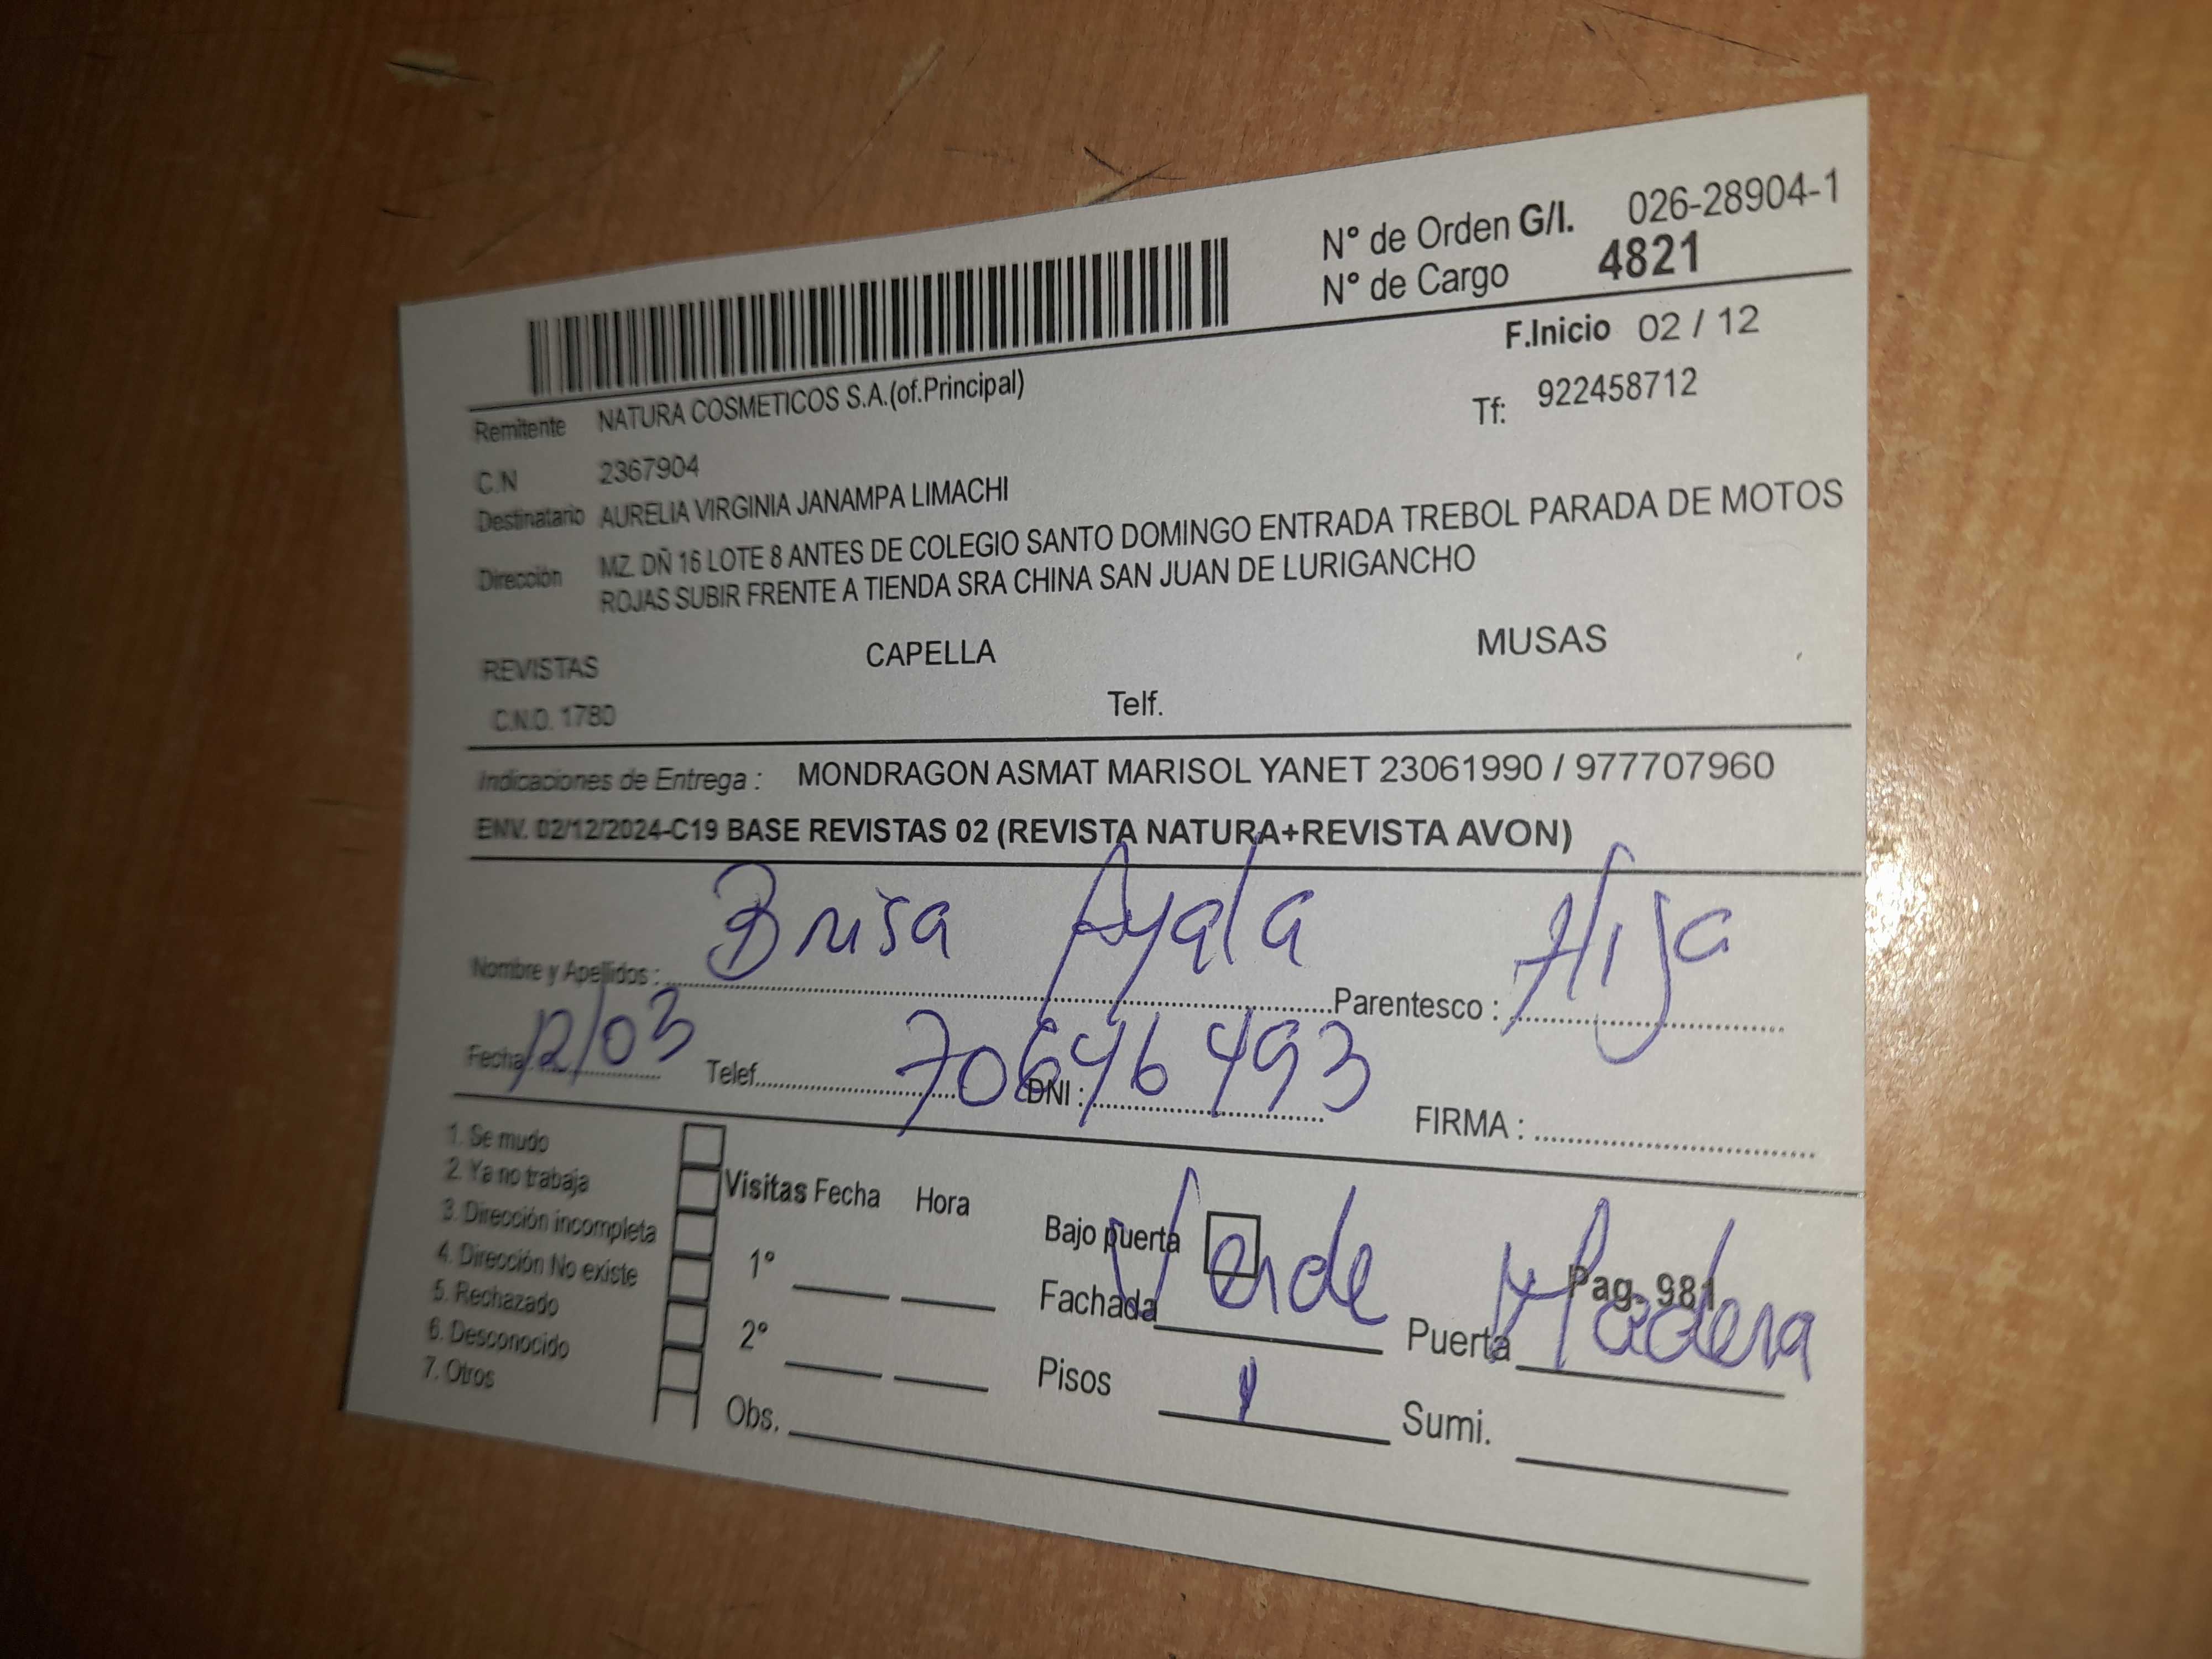 N° de Orden G/I. 026-28904-1
N° de Cargo 4821
F.Inicio 02 / 12
Remitente NATURA COSMETICOS S.A.(of.Principal)
Tf: 922458712
C.N 2367904
Destinatario AURELIA VIRGINIA JANAMPA LIMACHI
Dirección MZ. DÑ 16 LOTE 8 ANTES DE COLEGIO SANTO DOMINGO ENTRADA TREBOL PARADA DE MOTOS
ROJAS SUBIR FRENTE A TIENDA SRA CHINA SAN JUAN DE LURIGANCHO
REVISTAS CAPELLA MUSAS
C.N.O. 1780 Telf.
Indicaciones de Entrega : MONDRAGON ASMAT MARISOL YANET 23061990 / 977707960
ENV. 02/12/2024-C19 BASE REVISTAS 02 (REVISTA NATURA+REVISTA AVON)
Nombre y Apellidos : Brisa Ayala Parentesco : Hija
Fecha 12/03 Telef. DNI : 70646493 FIRMA :
1. Se mudo
2. Ya no trabaja
3. Dirección incompleta
4. Dirección No existe
5. Rechazado
6. Desconocido
7. Otros
Visitas Fecha Hora
1°
2°
Obs.
Bajo puerta
Fachada Verde Puerta Madera
Pag. 981
Pisos 1 Sumi.